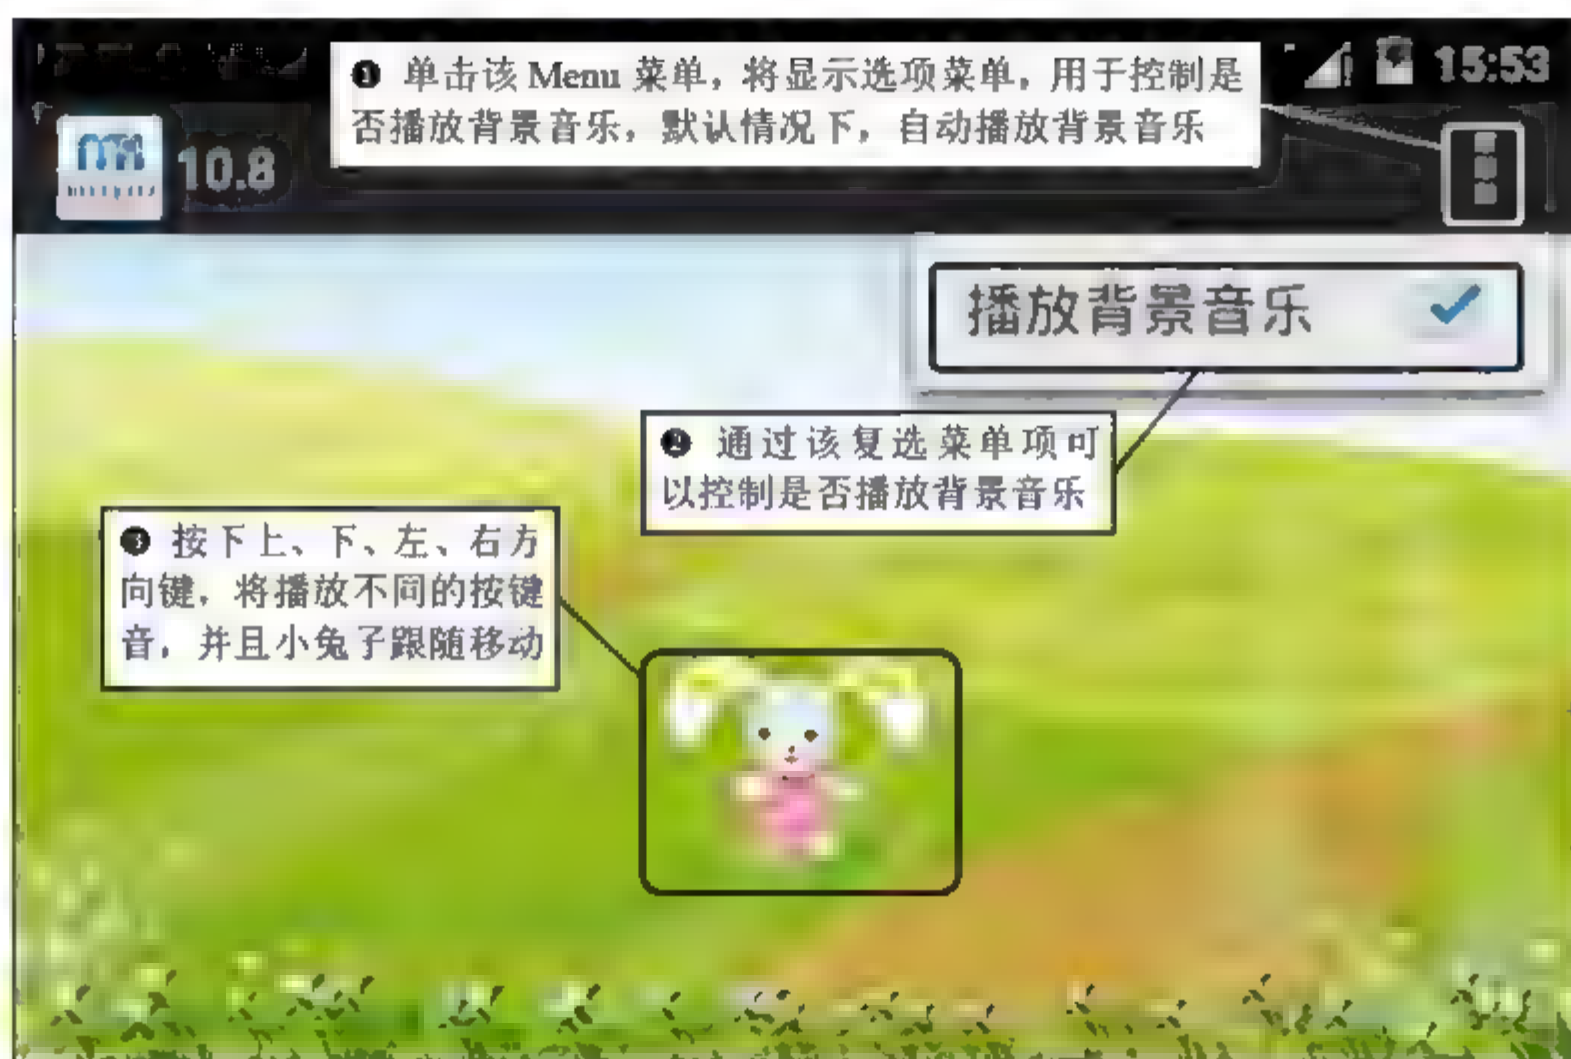 ❶ 单击该 Menu 菜单，将显示选项菜单，用于控制是
否播放背景音乐，默认情况下，自动播放背景音乐
15:53
10.8
播放背景音乐
❷ 通过该复选菜单项可
以控制是否播放背景音乐
❸ 按下上、下、左、右方
向键，将播放不同的按键
音，并且小兔子跟随移动